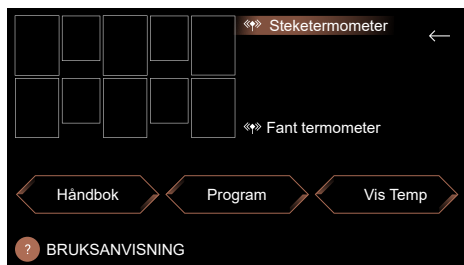 Steketermometer
Fant termometer
Håndbok
Program
Vis Temp
? BRUKSANVISNING